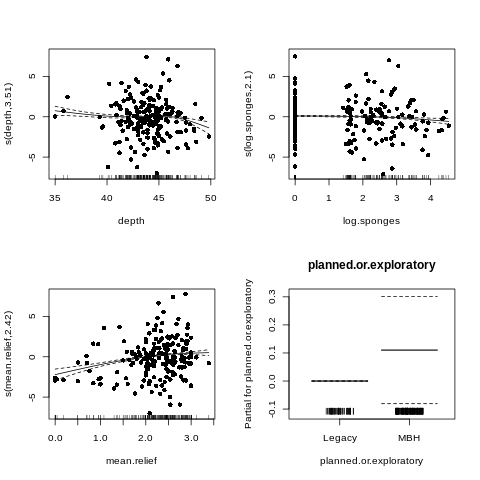 s(depth,3.51)
5
0
-5
35
40
45
50
depth
s(log.sponges,2.1)
5
0
-5
0
1
2
3
4
log.sponges
s(mean.relief,2.42)
5
0
-5
0.0
1.0
2.0
3.0
mean.relief
planned.or.exploratory
Partial for planned.or.exploratory
0.3
0.2
0.1
0.0
-0.1
Legacy
MBH
planned.or.exploratory